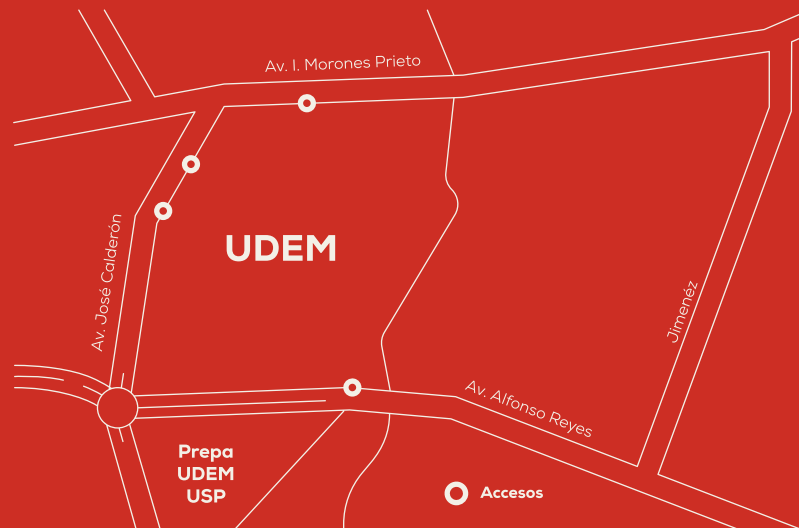 Av. I. Morones Prieto
Av. José Calderón
UDEM
Jimenéz
Av. Alfonso Reyes
Prepa
UDEM
USP
Accesos